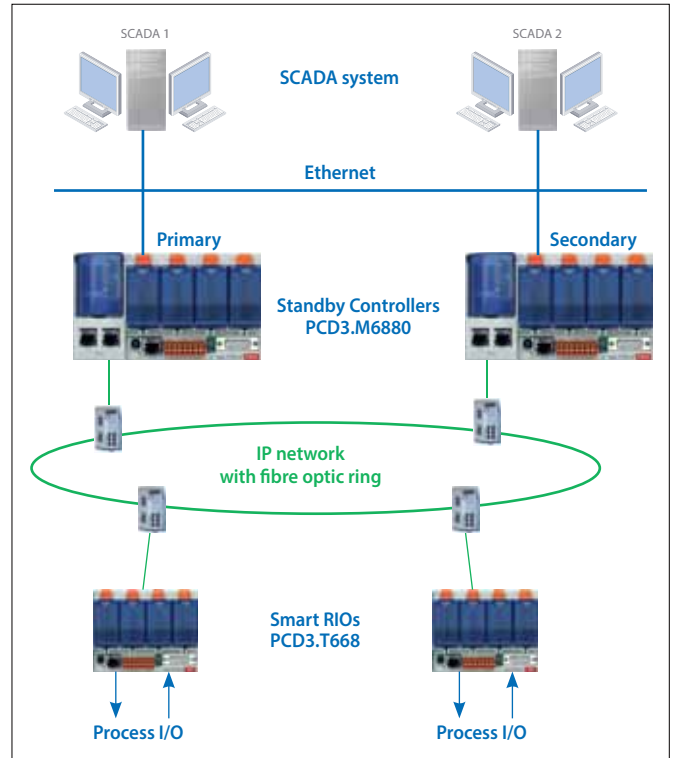 SCADA 1
SCADA 2
SCADA system
Ethernet
Primary
Secondary
Standby Controllers
PCD3.M6880
IP network
with fibre optic ring
Smart RIOs
PCD3.T668
Process I/O
Process I/O